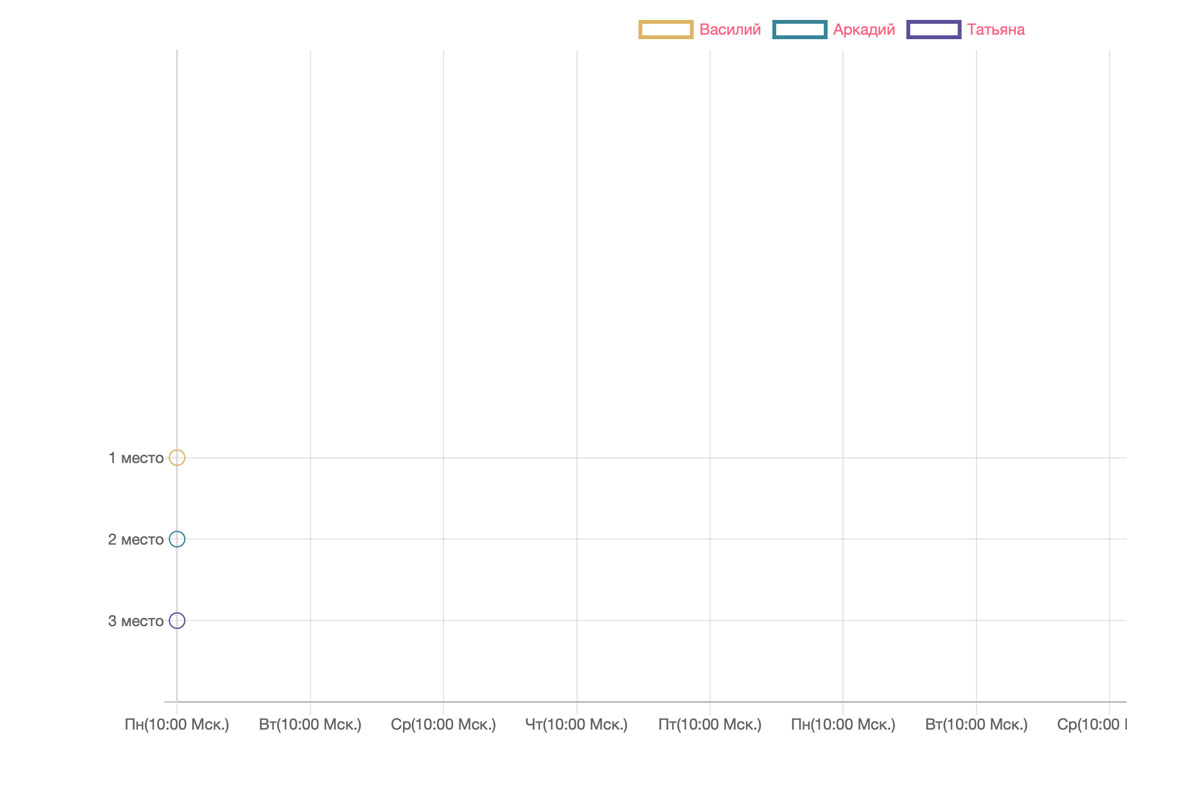 Василий Аркадий Татьяна
1 место
2 место
3 место
Пн(10:00 Мск.) Вт(10:00 Мск.) Ср(10:00 Мск.) Чт(10:00 Мск.) Пт(10:00 Мск.) Пн(10:00 Мск.) Вт(10:00 Мск.) Ср(10:00